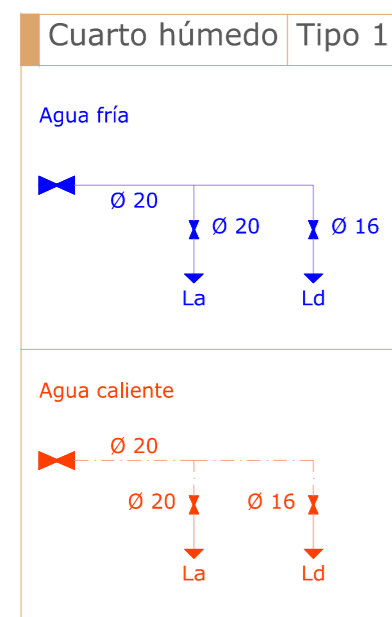 Cuarto húmedo Tipo 1
Agua fría
Ø 20
Ø 20 Ø 16
La Ld
Agua caliente
Ø 20
Ø 20 Ø 16
La Ld